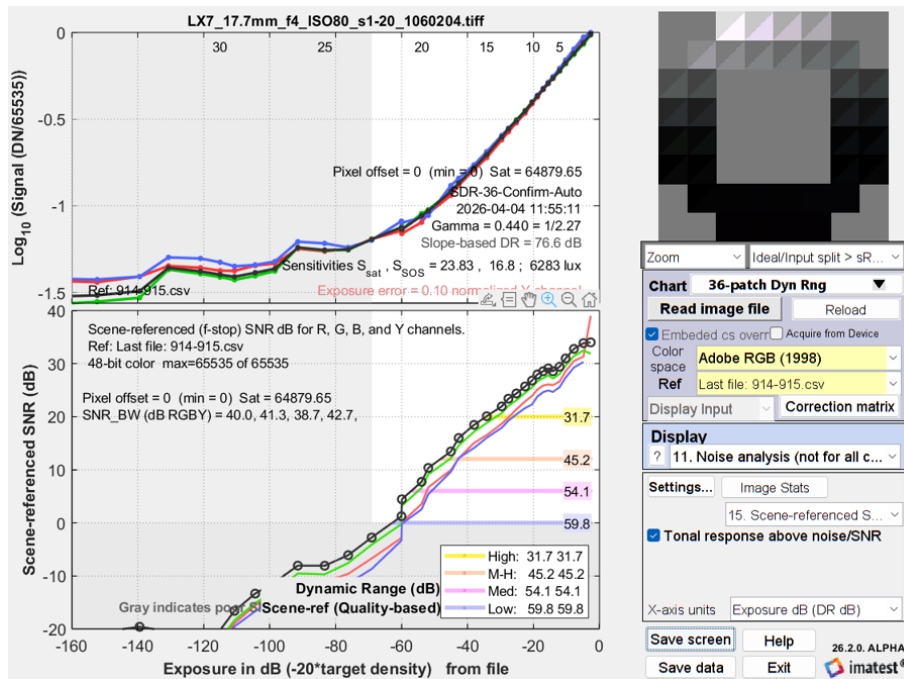 LX7_17.7mm_f4_ISO80_s1-20_1060204.tiff
0
30 25 20 15 10 5
-0.5
-1
-1.5
Log10 (Signal (DN/65535))
Pixel offset = 0 (min = 0) Sat = 64879.65
SDR-36-Confirm-Auto
2026-04-04 11:55:11
Gamma = 0.440 = 1/2.27
Slope-based DR = 76.6 dB
Sensitivities Ssat , SSOS = 23.83 , 16.8; 6283 lux
Ref: 914-915.csv
Exposure error = 0.10 normalized Y channel
40
30
20
10
0
-10
-20
Scene-referenced SNR (dB)
Scene-referenced (f-stop) SNR dB for R, G, B, and Y channels.
Ref: Last file: 914-915.csv
48-bit color max=65535 of 65535
Pixel offset = 0 (min = 0) Sat = 64879.65
SNR_BW (dB RGBY) = 40.0, 41.3, 38.7, 42.7,
31.7
45.2
54.1
59.8
High: 31.7 31.7
M-H: 45.2 45.2
Med: 54.1 54.1
Low: 59.8 59.8
Dynamic Range (dB)
Gray indicates
Scene-ref (Quality-based)
-160 -140 -120 -100 -80 -60 -40 -20 0
Exposure in dB (-20*target density) from file
Zoom
Ideal/Input split > sR...
Chart 36-patch Dyn Rng
Read image file
Reload
Embeded cs overr
Acquire from Device
Color space
Adobe RGB (1998)
Ref Last file: 914-915.csv
Display Input
Correction matrix
Display
? 11. Noise analysis (not for all c...
Settings...
Image Stats
15. Scene-referenced S...
Tonal response above noise/SNR
X-axis units Exposure dB (DR dB)
Save screen
Help
26.2.0. ALPHA
Save data
Exit
imatest®